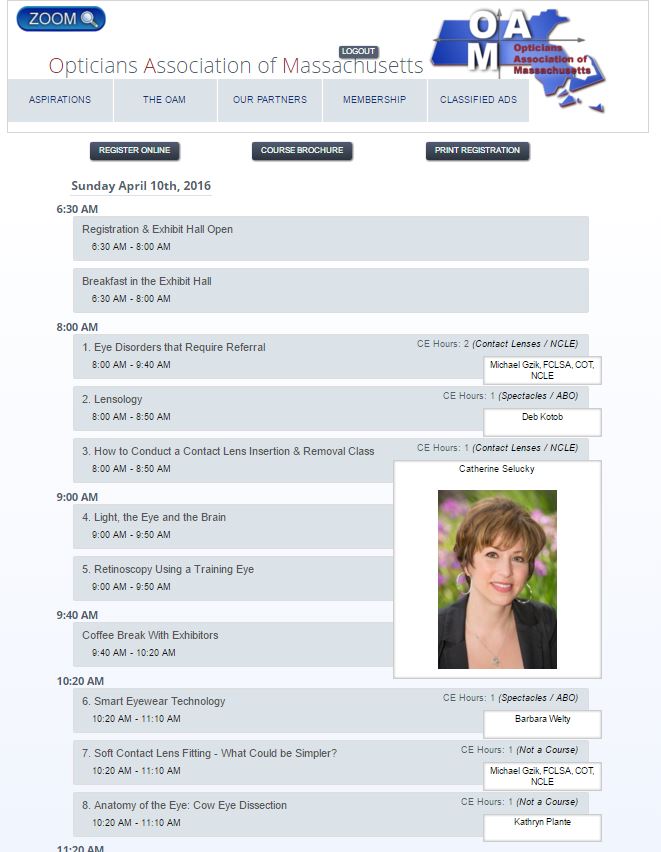 ZOOM
OAM
Opticians
Association of
Massachusetts
LOGOUT
Opticians Association of Massachusetts
ASPIRATIONS
THE OAM
OUR PARTNERS
MEMBERSHIP
CLASSIFIED ADS
REGISTER ONLINE
COURSE BROCHURE
PRINT REGISTRATION
Sunday April 10th, 2016
6:30 AM
Registration & Exhibit Hall Open
6:30 AM - 8:00 AM
Breakfast in the Exhibit Hall
6:30 AM - 8:00 AM
8:00 AM
1. Eye Disorders that Require Referral
CE Hours: 2 (Contact Lenses / NCLE)
8:00 AM - 9:40 AM
Michael Gzik, FCLSA, COT,
NCLE
2. Lensology
CE Hours: 1 (Spectacles / ABO)
8:00 AM - 8:50 AM
Deb Kotob
3. How to Conduct a Contact Lens Insertion & Removal Class
CE Hours: 1 (Contact Lenses / NCLE)
8:00 AM - 8:50 AM
Catherine Selucky
9:00 AM
4. Light, the Eye and the Brain
9:00 AM - 9:50 AM
5. Retinoscopy Using a Training Eye
9:00 AM - 9:50 AM
9:40 AM
Coffee Break With Exhibitors
9:40 AM - 10:20 AM
10:20 AM
6. Smart Eyewear Technology
CE Hours: 1 (Spectacles / ABO)
10:20 AM - 11:10 AM
Barbara Welty
7. Soft Contact Lens Fitting - What Could be Simpler?
CE Hours: 1 (Not a Course)
10:20 AM - 11:10 AM
Michael Gzik, FCLSA, COT,
NCLE
8. Anatomy of the Eye: Cow Eye Dissection
CE Hours: 1 (Not a Course)
10:20 AM - 11:10 AM
Kathryn Plante
11:20 AM